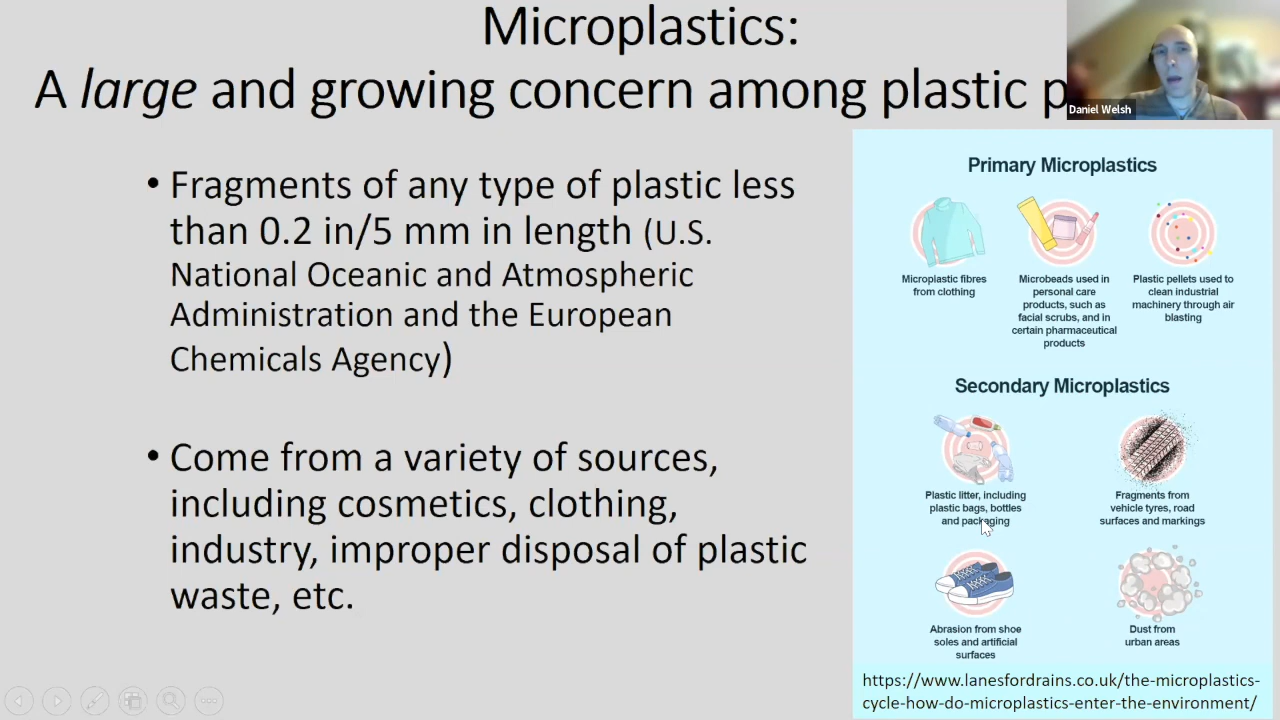 Microplastics:
A large and growing concern among plastic
Daniel Welsh
• Fragments of any type of plastic less
than 0.2 in/5 mm in length (U.S.
National Oceanic and Atmospheric
Administration and the European
Chemicals Agency)
• Come from a variety of sources,
including cosmetics, clothing,
industry, improper disposal of plastic
waste, etc.
Primary Microplastics
Microplastic fibres
from clothing
Microbeads used in
personal care
products, such as
facial scrubs, and in
certain pharmaceutical
products
Plastic pellets used to
clean industrial
machinery through air
blasting
Secondary Microplastics
Plastic litter, including
plastic bags, bottles
and packaging
Fragments from
vehicle tyres, road
surfaces and markings
Abrasion from shoe
soles and artificial
surfaces
Dust from
urban areas
https://www.lanesfordrains.co.uk/the-microplastics-
cycle-how-do-microplastics-enter-the-environment/